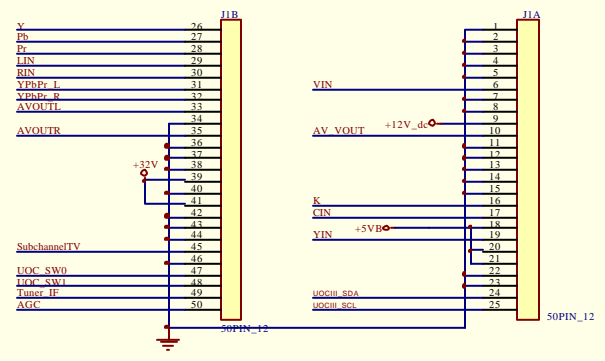 J1B
Y 26
Pb 27
Pr 28
LIN 29
RIN 30
YPbPr_L 31
YPbPr_R 32
AVOUTL 33
34
AVOUTR 35
36
37
+32V 38
39
40
41
42
43
44
SubchannelTV 45
46
UOC_SW0 47
UOC_SW1 48
Tuner_IF 49
AGC 50
50PIN_12
J1A
1
2
3
4
5
VIN 6
7
8
+12V_dc 9
AV_VOUT 10
11
12
13
14
15
K 16
CIN 17
+5VB 18
YIN 19
20
21
22
23
UOCIII_SDA 24
UOCIII_SCL 25
50PIN_12